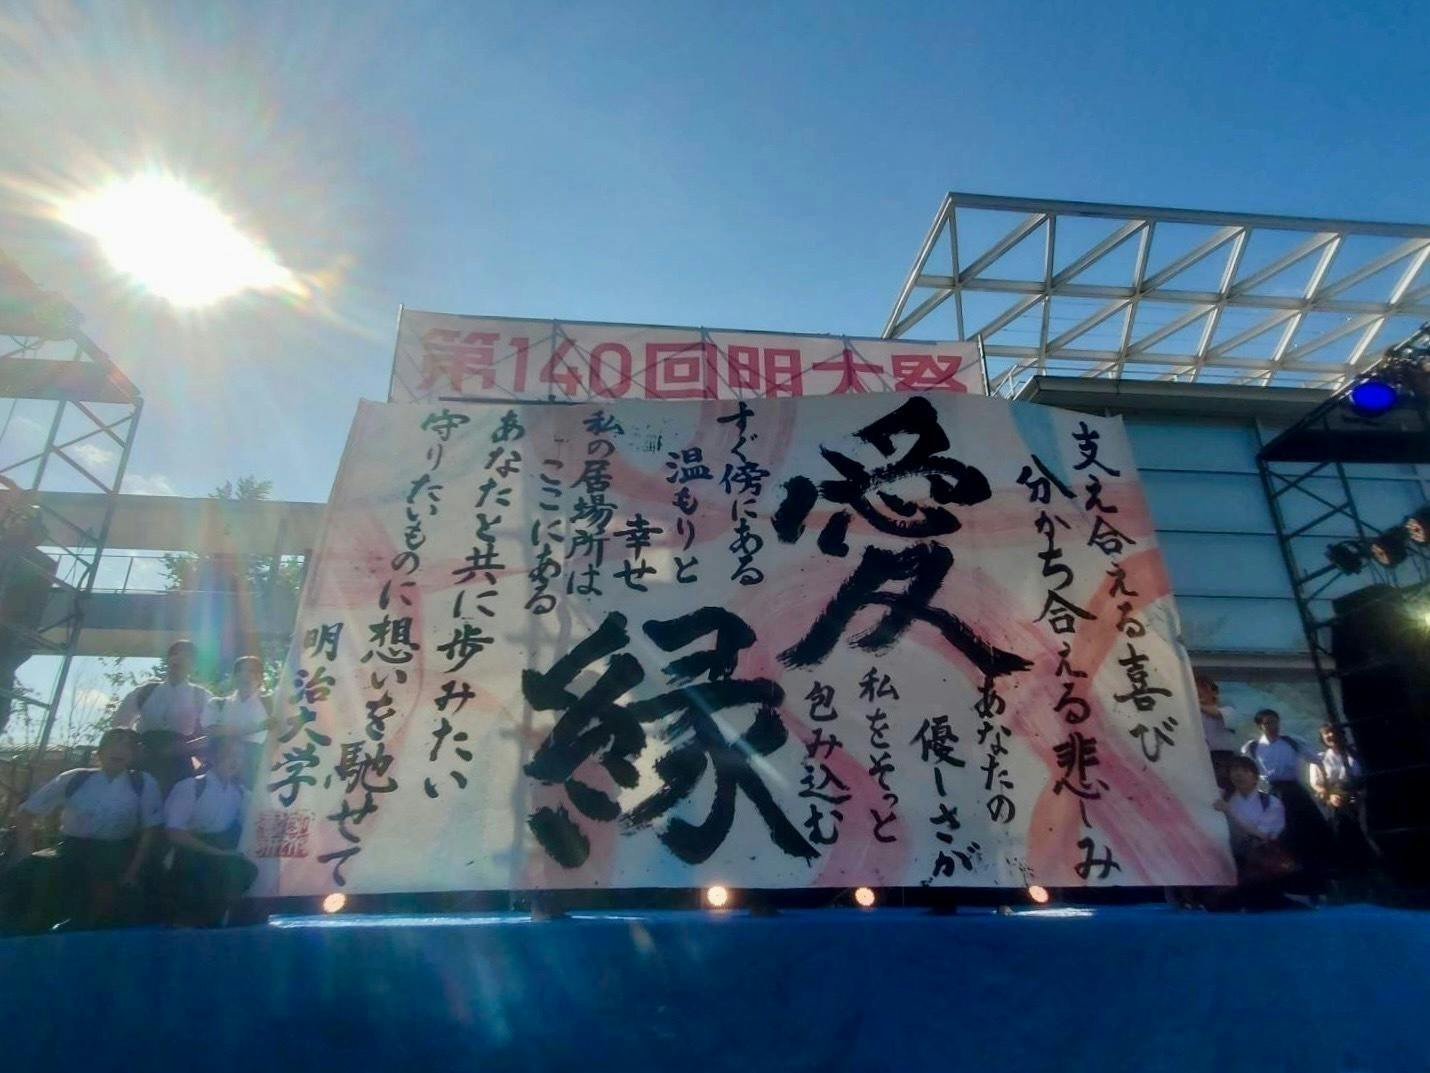 第140回明大祭
支え合える喜び
分かち合える悲しみ
愛
あなたの
優しさが
私をそっと
包み込む
すぐ傍にある
温もりと
幸せ
縁
私の居場所は
ここにある
あなたと共に歩みたい
守りたいものに想いを馳せて
明治大学